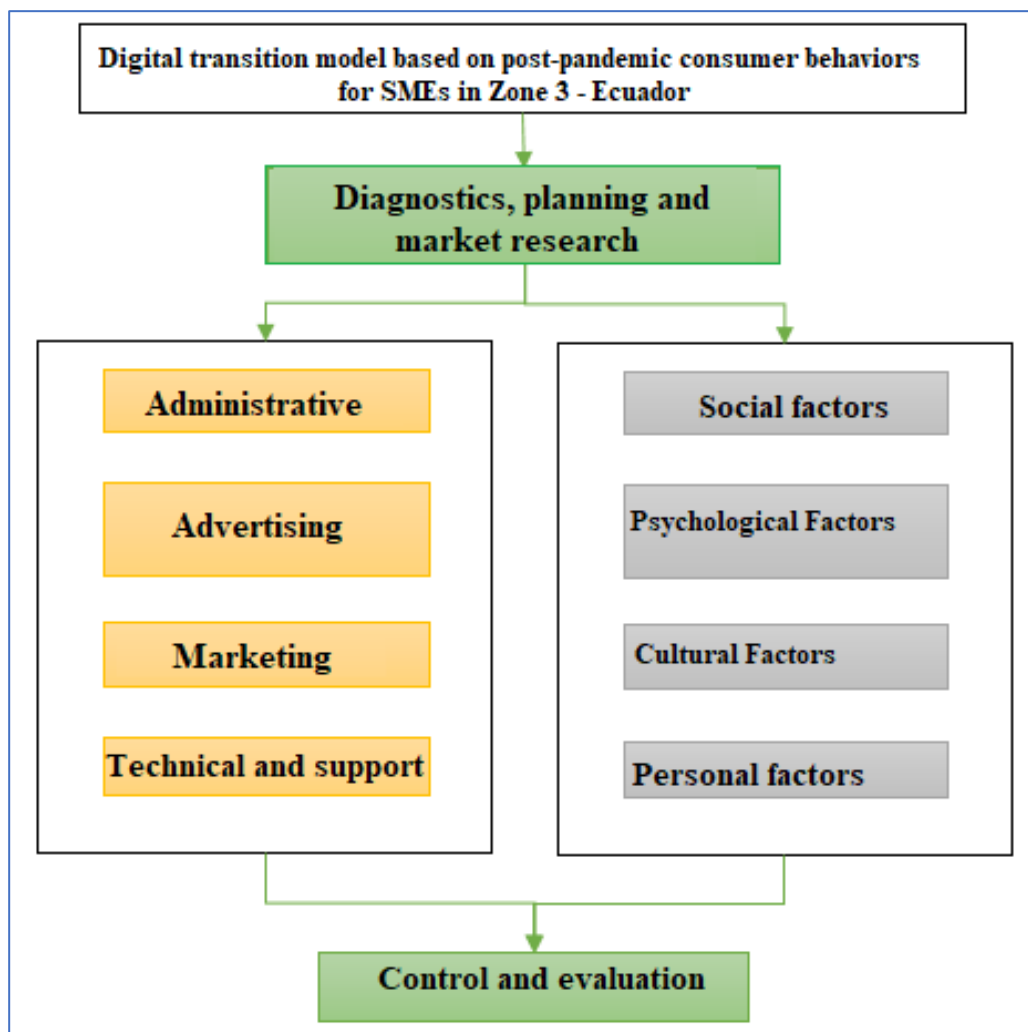 Digital transition model based on post-pandemic consumer behaviors
for SMEs in Zone 3 - Ecuador
Diagnostics, planning and
market research
Administrative
Advertising
Marketing
Technical and support
Social factors
Psychological Factors
Cultural Factors
Personal factors
Control and evaluation